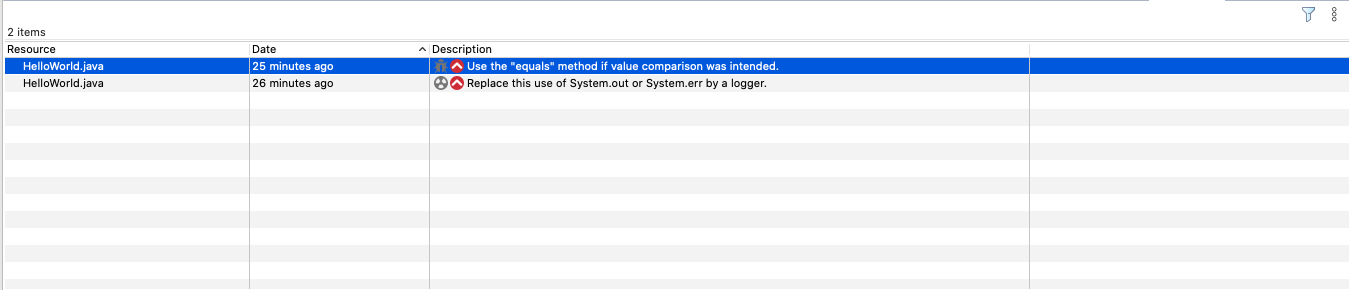 2 items
Resource Date Description
HelloWorld.java 25 minutes ago Use the "equals" method if value comparison was intended.
HelloWorld.java 26 minutes ago Replace this use of System.out or System.err by a logger.